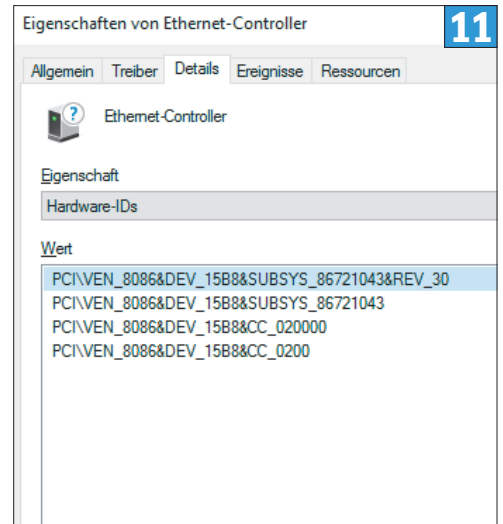 Eigenschaften von Ethernet-Controller
11
Allgemein Treiber Details Ereignisse Ressourcen
Ethernet-Controller
Eigenschaft
Hardware-IDs
Wert
PCI\VEN_8086&DEV_15B8&SUBSYS_86721043&REV_30
PCI\VEN_8086&DEV_15B8&SUBSYS_86721043
PCI\VEN_8086&DEV_15B8&CC_020000
PCI\VEN_8086&DEV_15B8&CC_0200